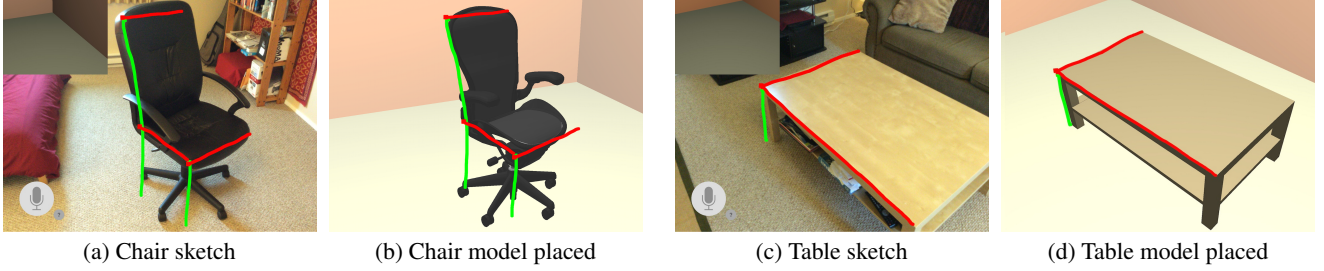 (a) Chair sketch
(b) Chair model placed
(c) Table sketch
(d) Table model placed